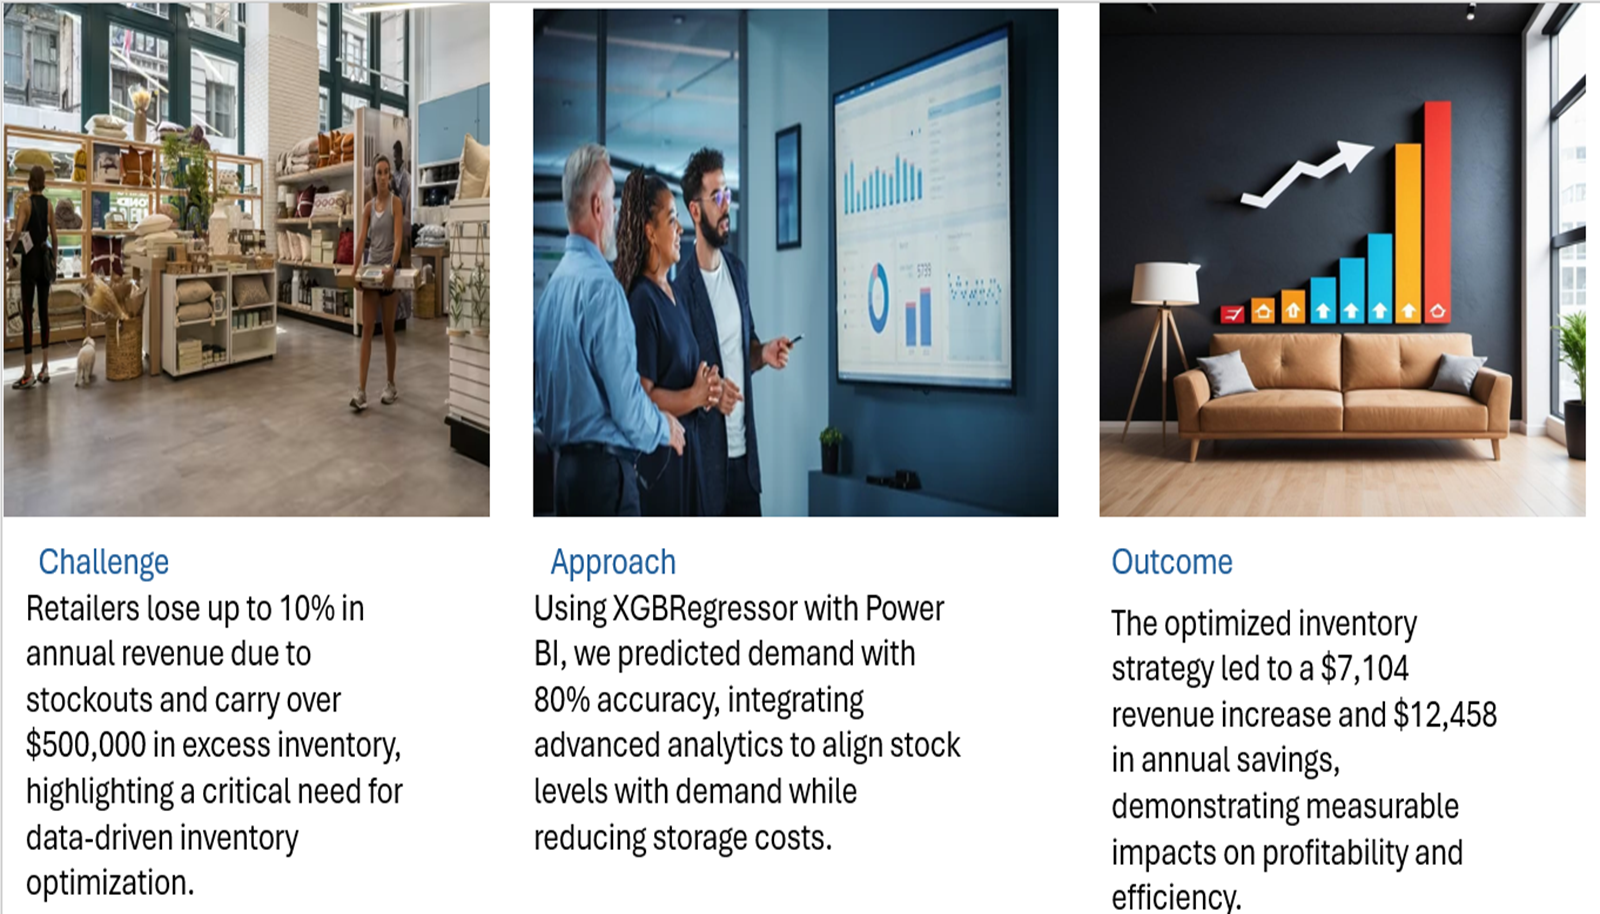 Challenge
Retailers lose up to 10% in
annual revenue due to
stockouts and carry over
$500,000 in excess inventory,
highlighting a critical need for
data-driven inventory
optimization.
Approach
Using XGBRegressor with Power
BI, we predicted demand with
80% accuracy, integrating
advanced analytics to align stock
levels with demand while
reducing storage costs.
Outcome
The optimized inventory
strategy led to a $7,104
revenue increase and $12,458
in annual savings,
demonstrating measurable
impacts on profitability and
efficiency.